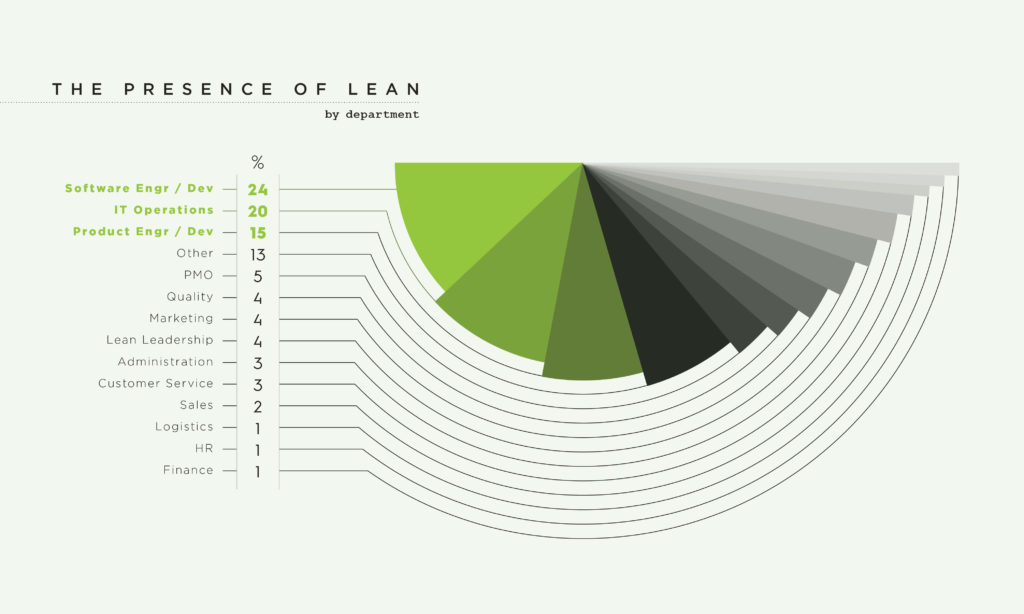 THE PRESENCE OF LEAN
by department
%
Software Engr / Dev 24
IT Operations 20
Product Engr / Dev 15
Other 13
PMO 5
Quality 4
Marketing 4
Lean Leadership 4
Administration 3
Customer Service 3
Sales 2
Logistics 1
HR 1
Finance 1